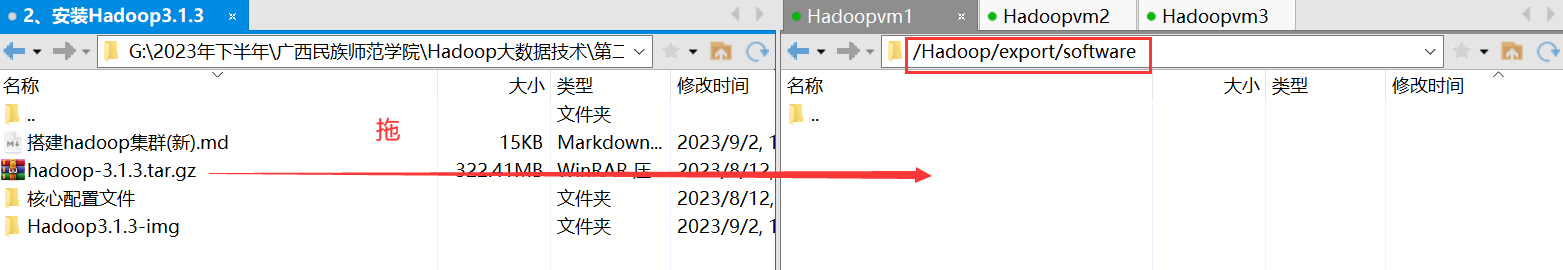 2、安装Hadoop3.1.3
G:\2023年下半年\广西民族师范学院\Hadoop大数据技术\第二
名称 大小 类型 修改时间
.. 文件夹
搭建hadoop集群(新).md 15KB Markdown... 2023/9/2, 1
hadoop-3.1.3.tar.gz 322.41MB WinRAR 压... 2023/8/12,
核心配置文件 文件夹 2023/8/12,
Hadoop3.1.3-img 文件夹 2023/9/2, 1
拖
Hadoopvm1 Hadoopvm2 Hadoopvm3
/Hadoop/export/software
名称 大小 类型 修改时间
..